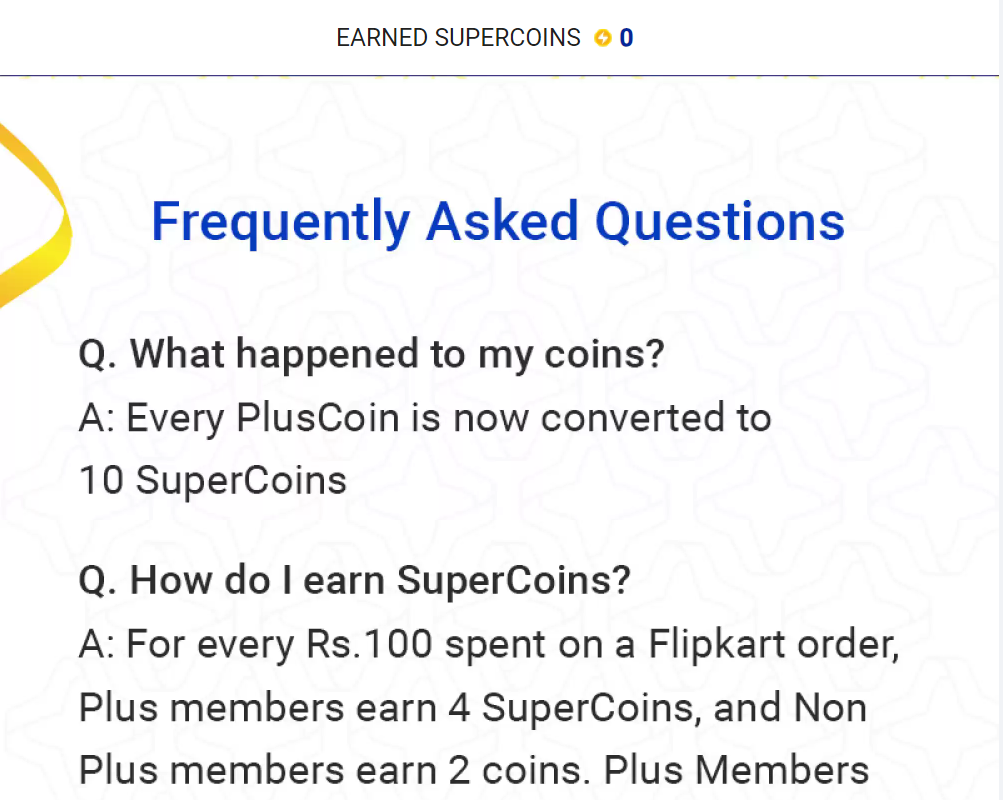 EARNED SUPERCOINS 0
Frequently Asked Questions
Q. What happened to my coins?
A: Every PlusCoin is now converted to
10 SuperCoins
Q. How do I earn SuperCoins?
A: For every Rs.100 spent on a Flipkart order,
Plus members earn 4 SuperCoins, and Non
Plus members earn 2 coins. Plus Members